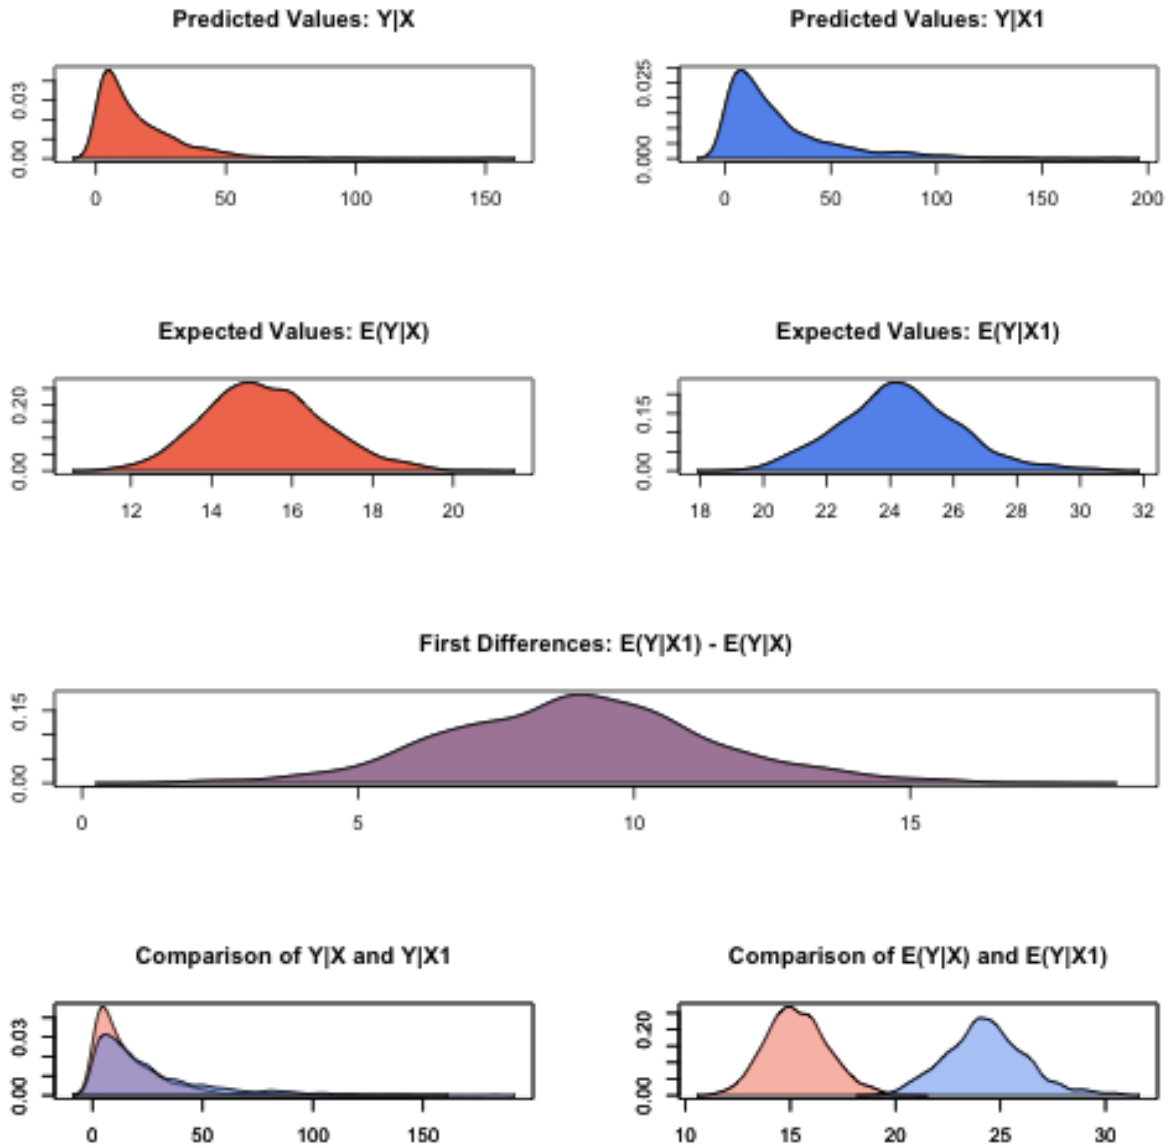 Predicted Values: Y|X
0.00 0.03
0 50 100 150
Predicted Values: Y|X1
0.000 0.025
0 50 100 150 200
Expected Values: E(Y|X)
0.00 0.20
12 14 16 18 20
Expected Values: E(Y|X1)
0.00 0.15
18 20 22 24 26 28 30 32
First Differences: E(Y|X1) - E(Y|X)
0.00 0.15
0 5 10 15
Comparison of Y|X and Y|X1
0.00 0.03
0 50 100 150
Comparison of E(Y|X) and E(Y|X1)
0.00 0.20
10 15 20 25 30